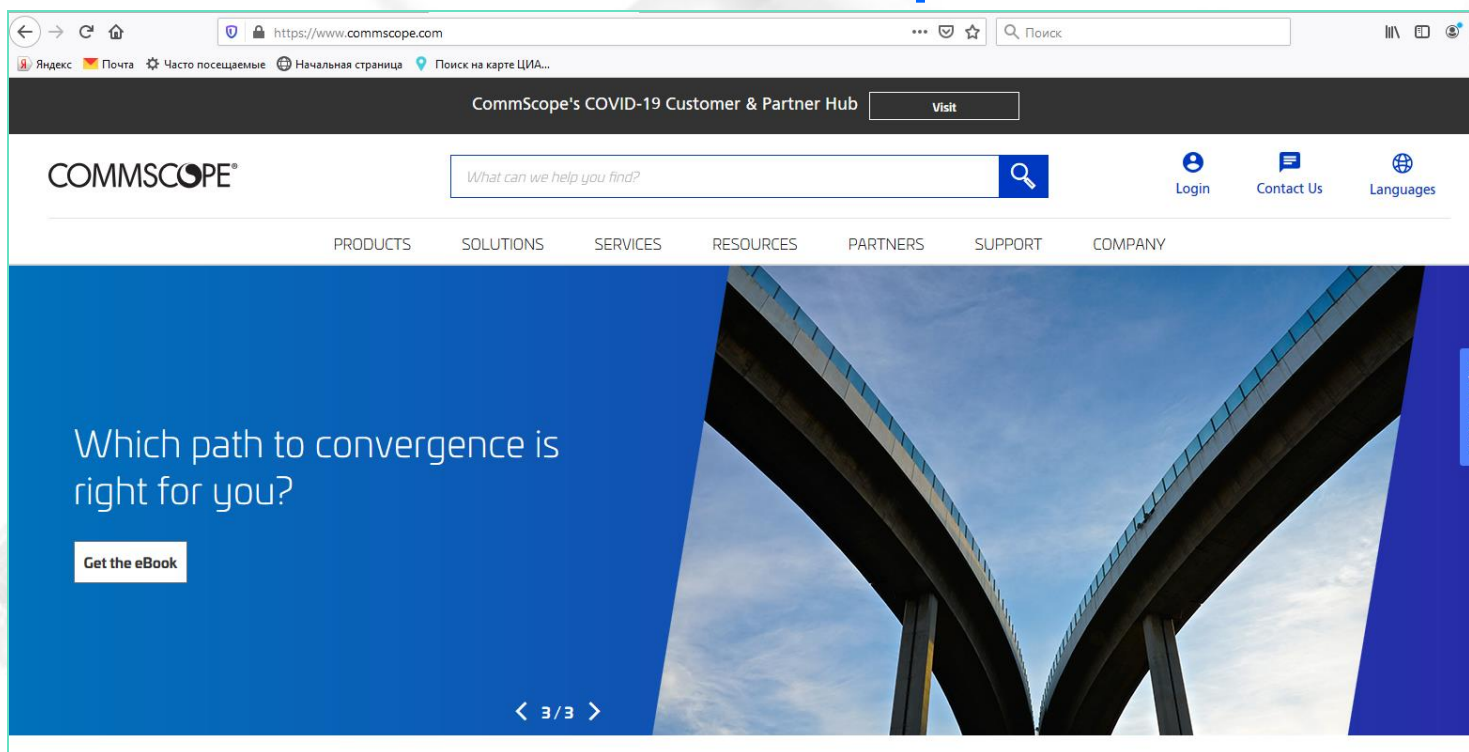 https://www.commscope.com
Поиск
Яндекс Почта Часто посещаемые Начальная страница Поиск на карте ЦИА...
CommScope's COVID-19 Customer & Partner Hub Visit
COMMSCOPE®
What can we help you find?
Login Contact Us Languages
PRODUCTS SOLUTIONS SERVICES RESOURCES PARTNERS SUPPORT COMPANY
Which path to convergence is
right for you?
Get the eBook
3/3